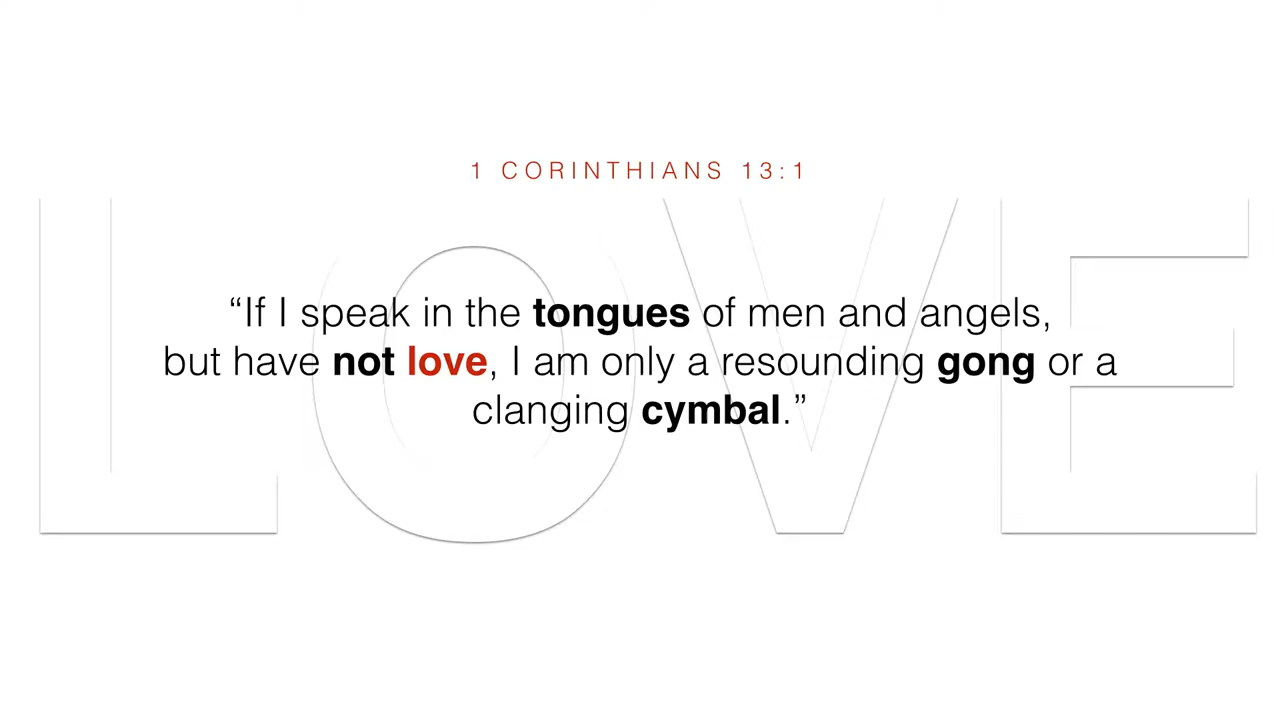 1 CORINTHIANS 13:1
LOVE
“If I speak in the tongues of men and angels,
but have not love, I am only a resounding gong or a
clanging cymbal.”